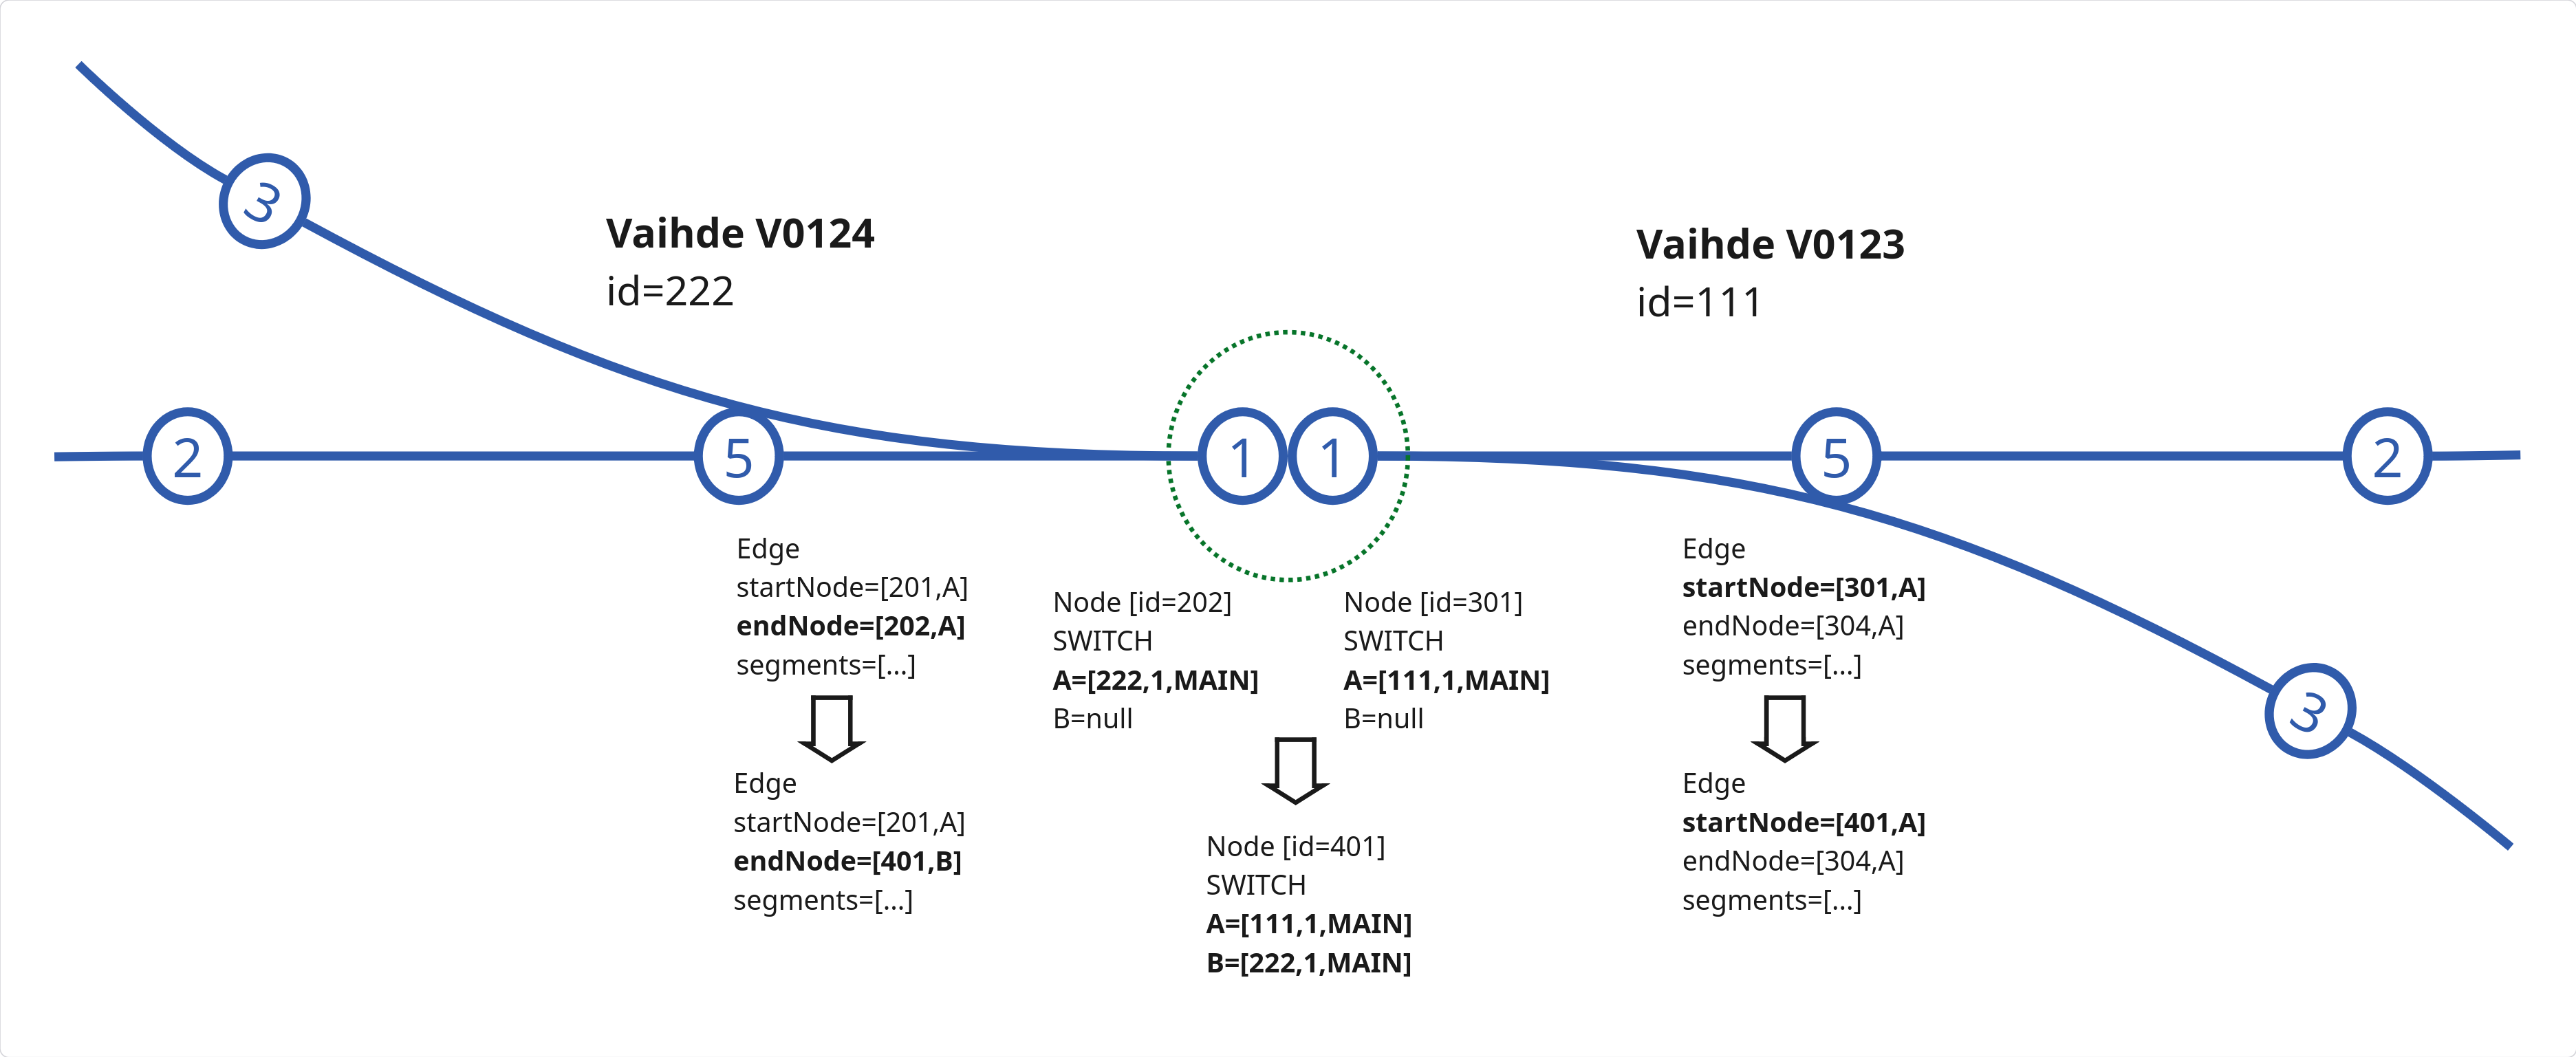 3
Vaihde V0124
id=222
Vaihde V0123
id=111
2
5
1
1
5
2
3
Edge
startNode=[201,A]
endNode=[202,A]
segments=[...]
Node [id=202]
SWITCH
A=[222,1,MAIN]
B=null
Node [id=301]
SWITCH
A=[111,1,MAIN]
B=null
Edge
startNode=[301,A]
endNode=[304,A]
segments=[...]
Edge
startNode=[201,A]
endNode=[401,B]
segments=[...]
Node [id=401]
SWITCH
A=[111,1,MAIN]
B=[222,1,MAIN]
Edge
startNode=[401,A]
endNode=[304,A]
segments=[...]